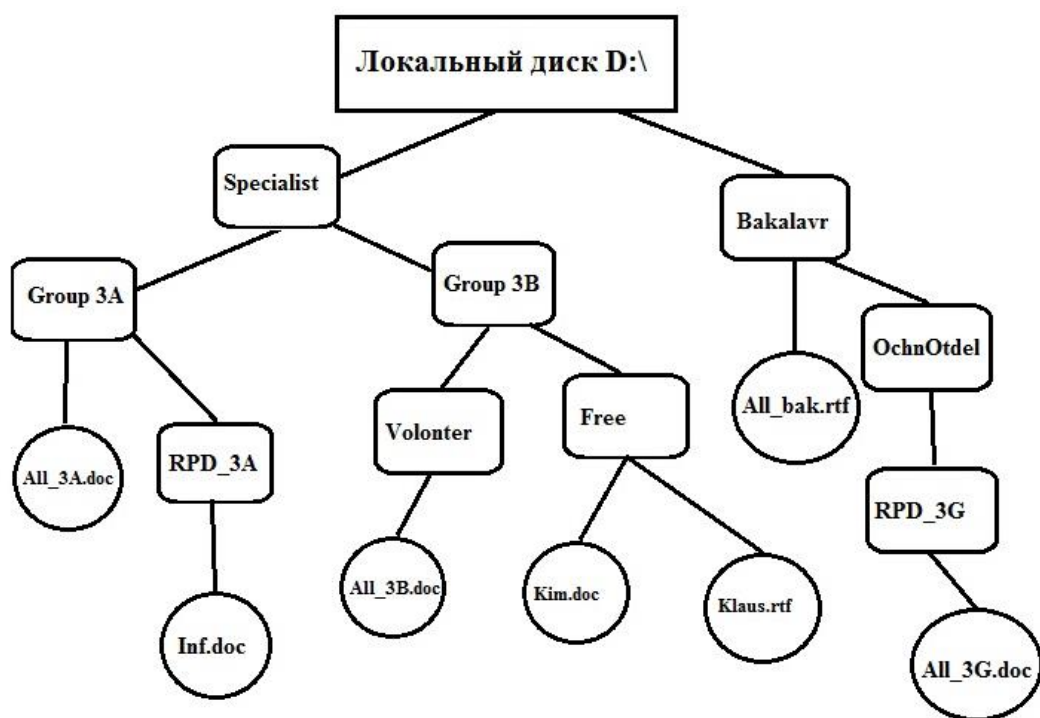 Локальный диск D:\
Specialist
Bakalavr
Group 3A
Group 3B
OchnOtdel
All_bak.rtf
Volonter
Free
All_3A.doc
RPD_3A
RPD_3G
All_3B.doc
Kim.doc
Klaus.rtf
Inf.doc
All_3G.doc